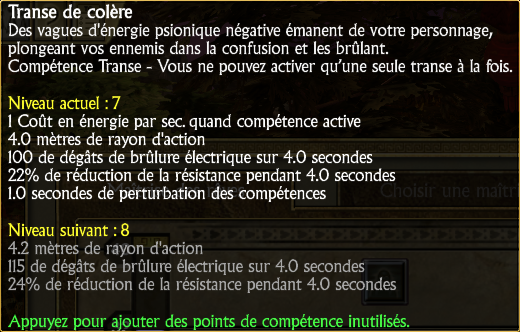 Transe de colère
Des vagues d'énergie psionique négative émanent de votre personnage,
plongeant vos ennemis dans la confusion et les brûlant.
Compétence Transe - Vous ne pouvez activer qu'une seule transe à la fois.
Niveau actuel : 7
1 Coût en énergie par sec. quand compétence active
4.0 mètres de rayon d'action
100 de dégâts de brûlure électrique sur 4.0 secondes
22% de réduction de la résistance pendant 4.0 secondes
1.0 secondes de perturbation des compétences
Choisir une maîtri
Niveau suivant : 8
4.2 mètres de rayon d'action
115 de dégâts de brûlure électrique sur 4.0 secondes
24% de réduction de la résistance pendant 4.0 secondes
Appuyez pour ajouter des points de compétence inutilisés.